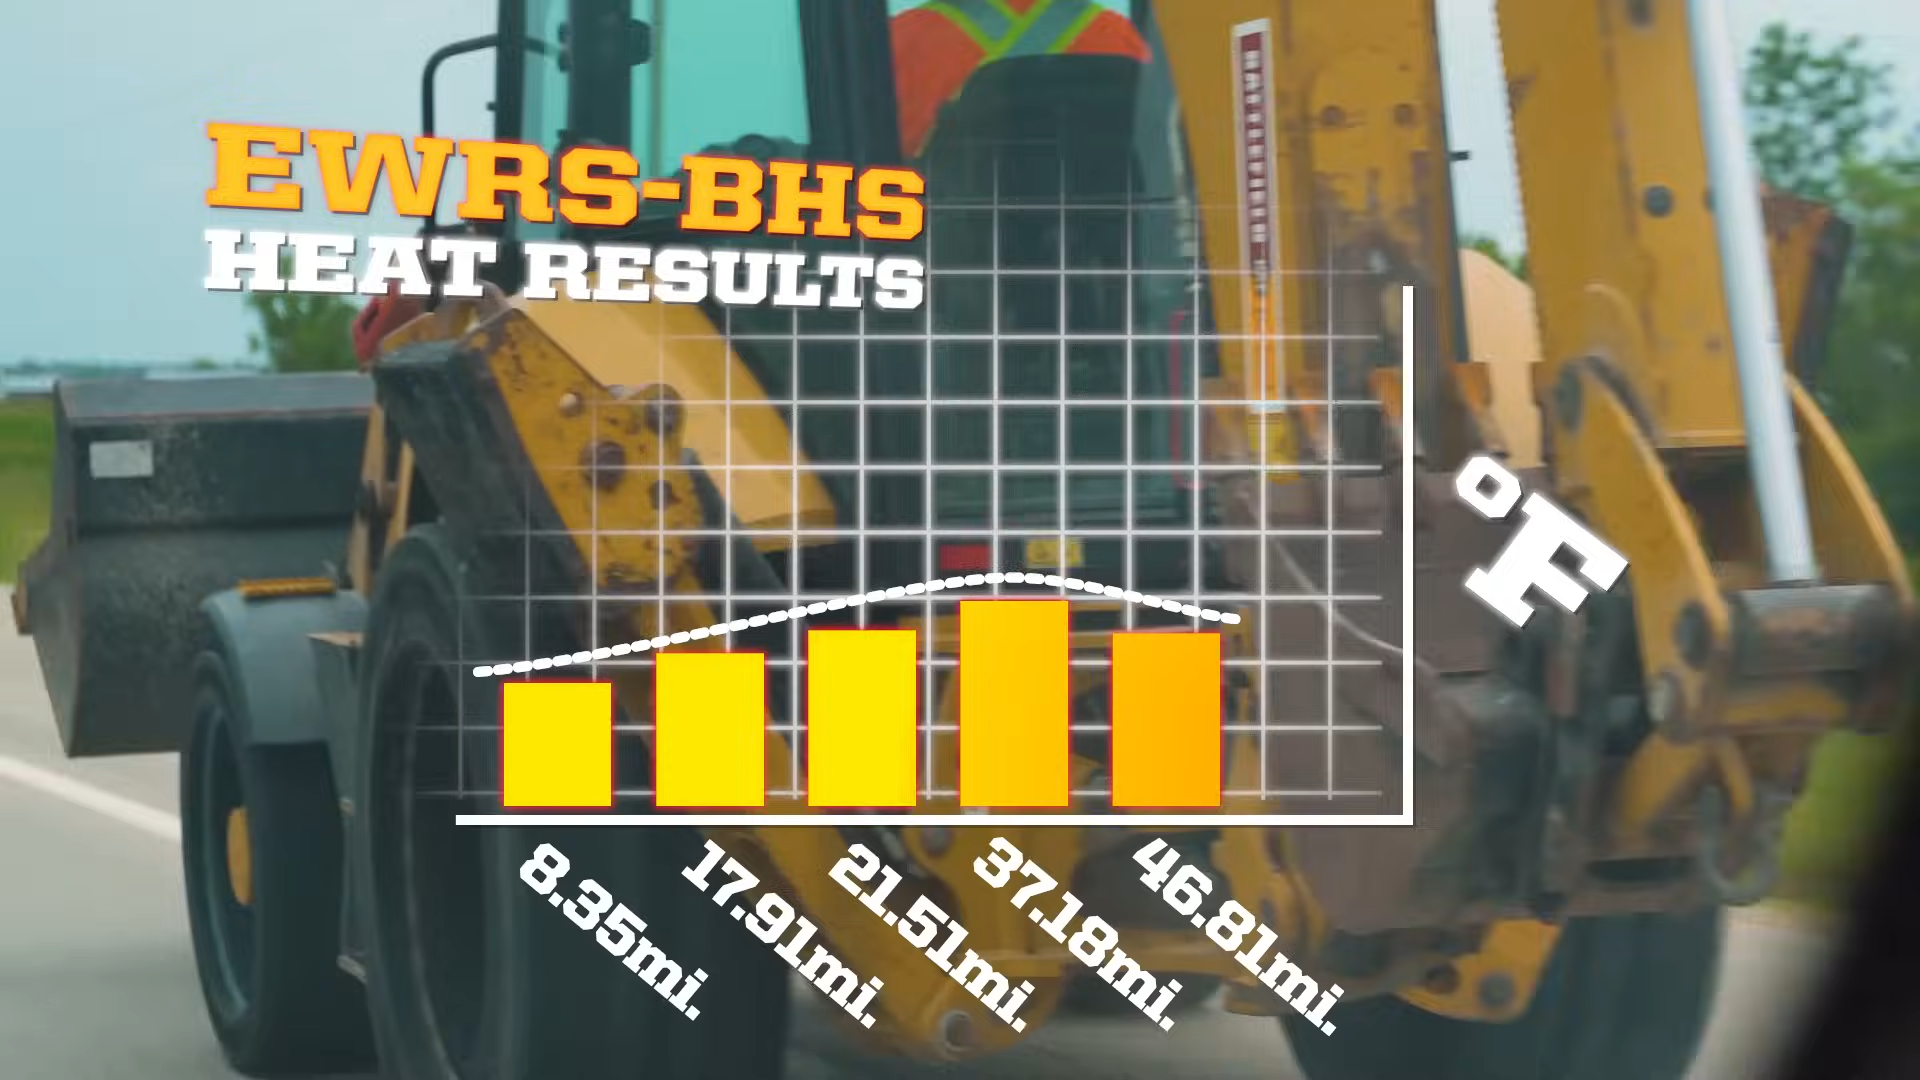 EWRS-BHS
HEAT RESULTS
°F
8.35mi.
17.91mi.
21.51mi.
37.18mi.
46.81mi.